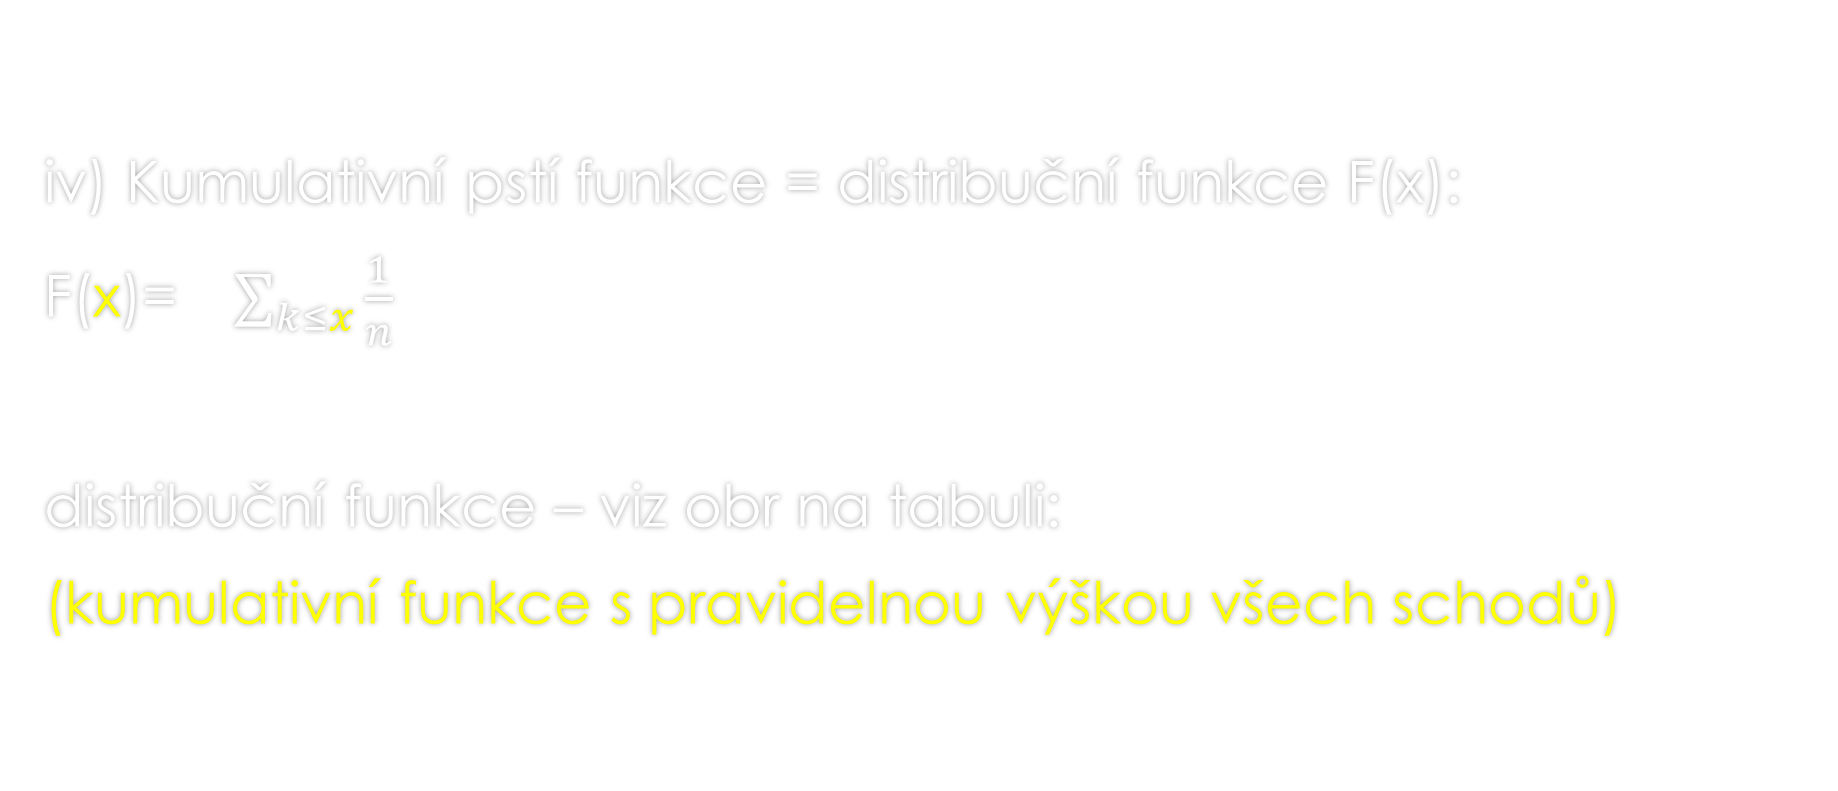 iv) Kumulativní pstí funkce = distribuční funkce F(x):
F(x)= ∑k≤x 1/n
distribuční funkce – viz obr na tabuli:
(kumulativní funkce s pravidelnou výškou všech schodů)